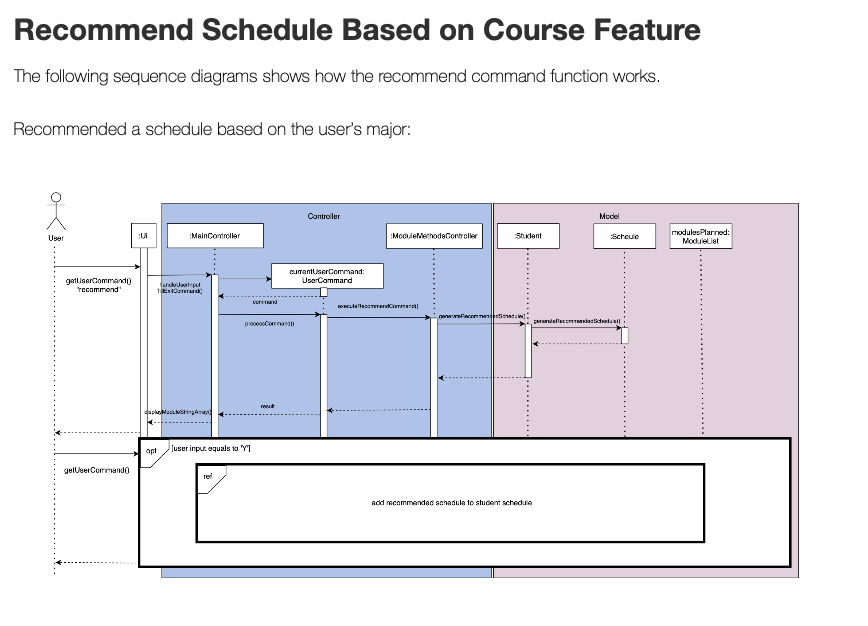 Recommend Schedule Based on Course Feature
The following sequence diagrams shows how the recommend command function works.
Recommended a schedule based on the user's major:
Controller
Model
User
:Ui
:MainController
:ModuleMethodsController
:Student
:Scheule
modulesPlanned:
ModuleList
currentUserCommand:
UserCommand
getUserCommand()
"recommend"
handleUserInput
TillExitCommand()
command
executeRecommendCommand()
processCommand()
generateRecommendedSchedule()
generateRecommendedSchedule()
result
displayModuleStringArray()
opt
[user input equals to 'Y']
getUserCommand()
ref
add recommended schedule to student schedule